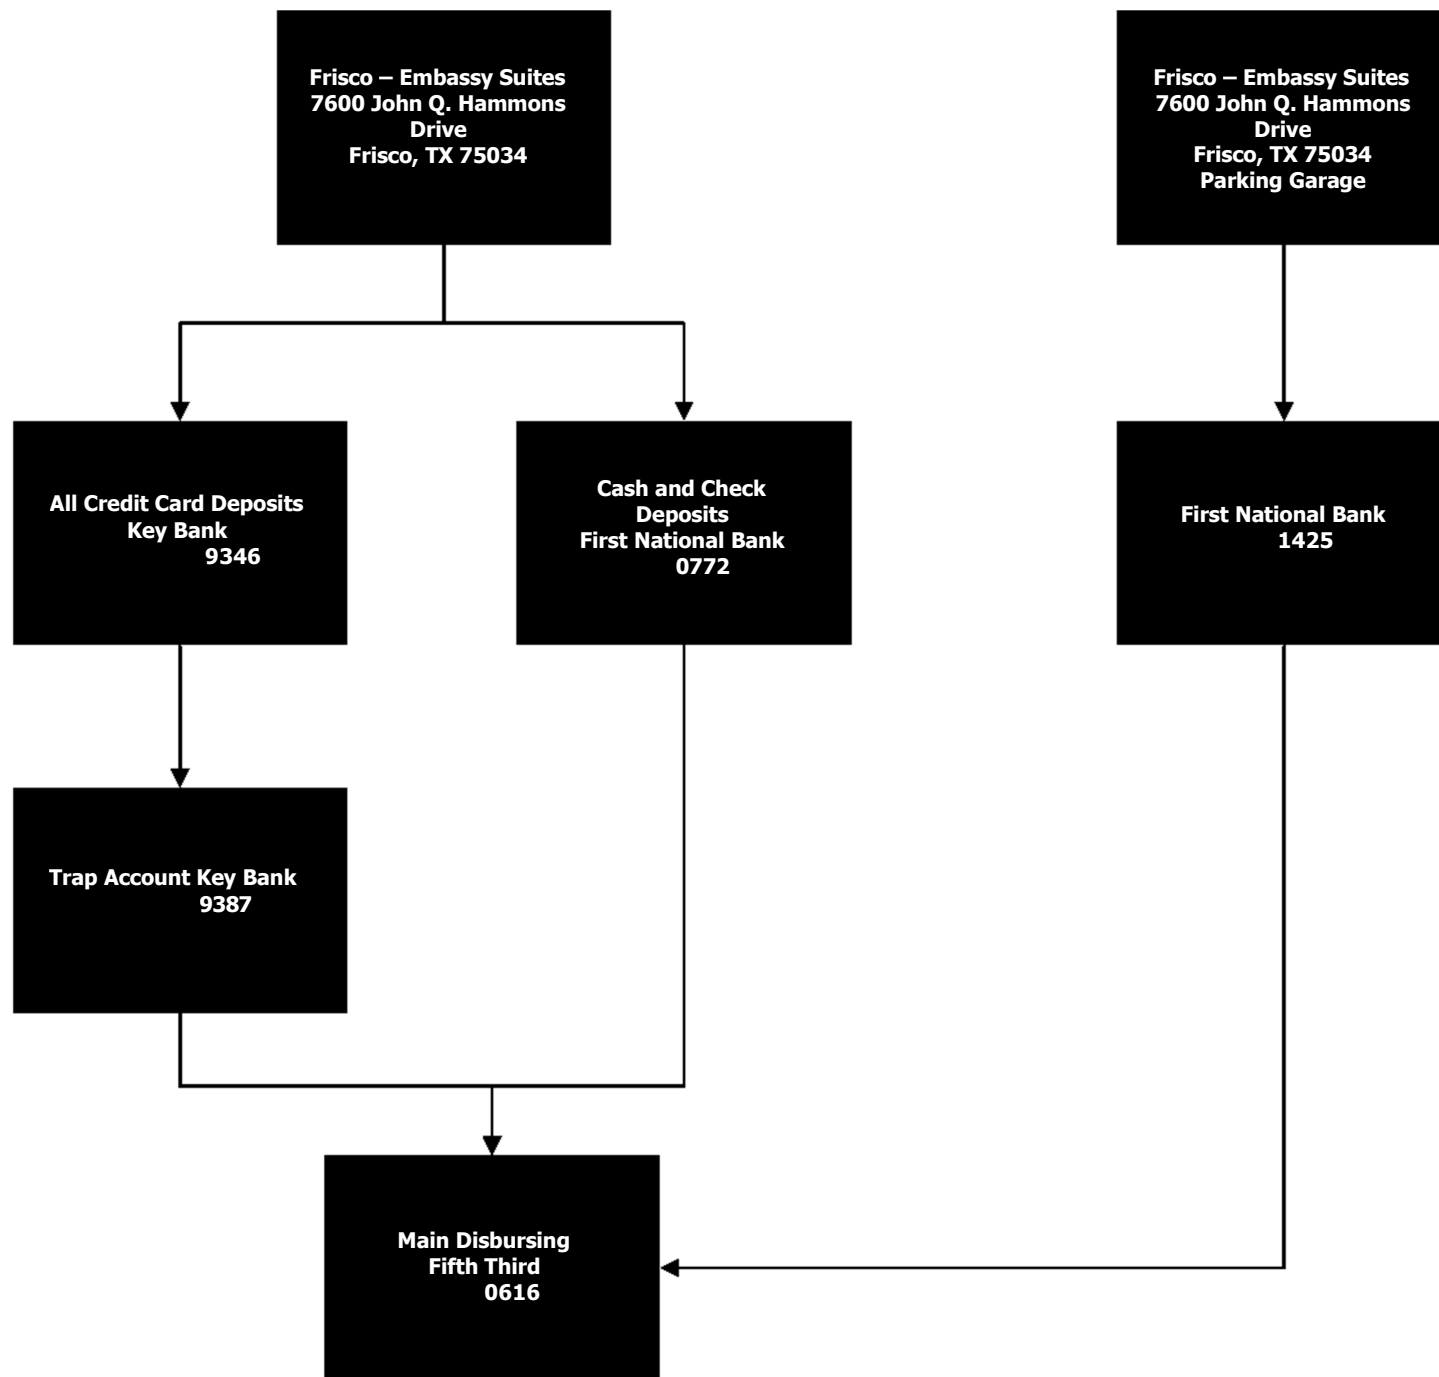 Frisco – Embassy Suites
7600 John Q. Hammons
Drive
Frisco, TX 75034
Frisco – Embassy Suites
7600 John Q. Hammons
Drive
Frisco, TX 75034
Parking Garage
All Credit Card Deposits
Key Bank
9346
Cash and Check
Deposits
First National Bank
0772
First National Bank
1425
Trap Account Key Bank
9387
Main Disbursing
Fifth Third
0616